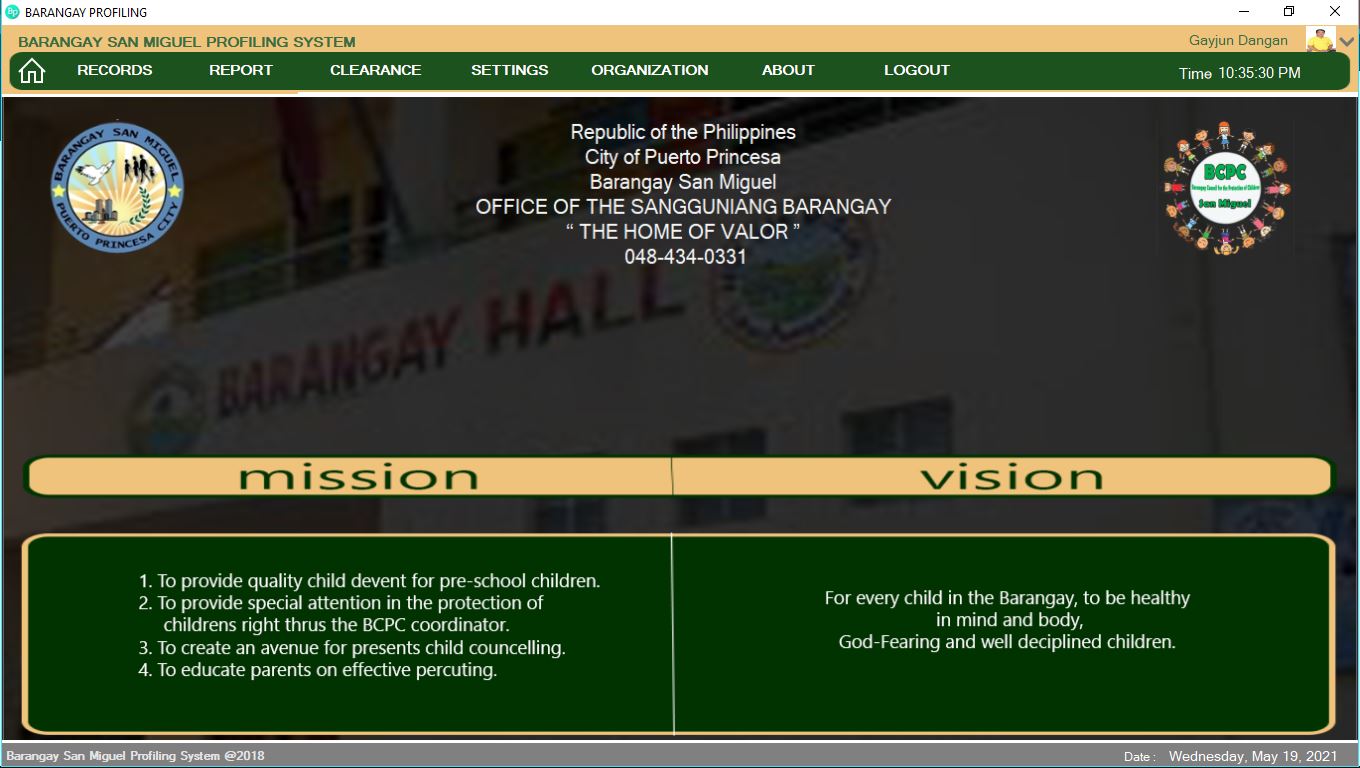 Bp BARANGAY PROFILING
BARANGAY SAN MIGUEL PROFILING SYSTEM
Gayjun Dangan
RECORDS REPORT CLEARANCE SETTINGS ORGANIZATION ABOUT LOGOUT
Time 10:35:30 PM
BARANGAY SAN MIGUEL
PUERTO PRINCESA CITY
Republic of the Philippines
City of Puerto Princesa
Barangay San Miguel
OFFICE OF THE SANGGUNIANG BARANGAY
“ THE HOME OF VALOR ”
048-434-0331
BCPC
Barangay Council for the Protection of Children
San Miguel
BARANGAY HALL
mission
vision
1. To provide quality child devent for pre-school children.
2. To provide special attention in the protection of
childrens right thrus the BCPC coordinator.
3. To create an avenue for presents child councelling.
4. To educate parents on effective percuting.
For every child in the Barangay, to be healthy
in mind and body,
God-Fearing and well deciplined children.
Barangay San Miguel Profiling System @2018
Date : Wednesday, May 19, 2021